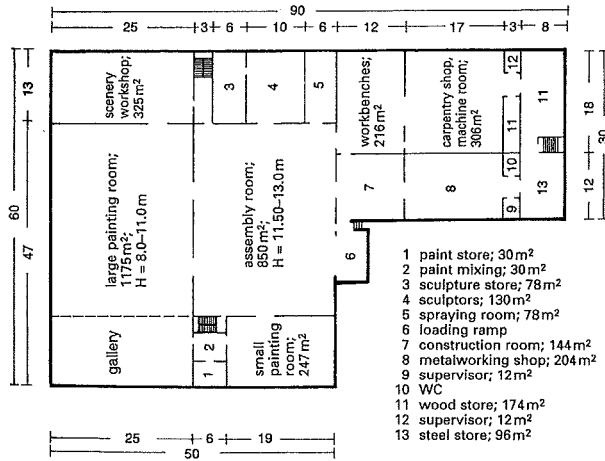 90
25
3
6
10
6
12
17
3
8
13
47
60
18
12
30
scenery
workshop;
325 m²
3
4
5
workbenches;
216 m²
carpentry shop,
machine room;
306 m²
12
11
11
10
9
13
large painting room;
1175 m²;
H = 8.0–11.0 m
assembly room;
850 m²;
H = 11.50–13.0 m
7
8
6
gallery
2
1
small
painting
room;
247 m²
1 paint store; 30 m²
2 paint mixing; 30 m²
3 sculpture store; 78 m²
4 sculptors; 130 m²
5 spraying room; 78 m²
6 loading ramp
7 construction room; 144 m²
8 metalworking shop; 204 m²
9 supervisor; 12 m²
10 WC
11 wood store; 174 m²
12 supervisor; 12 m²
13 steel store; 96 m²
25
6
19
50